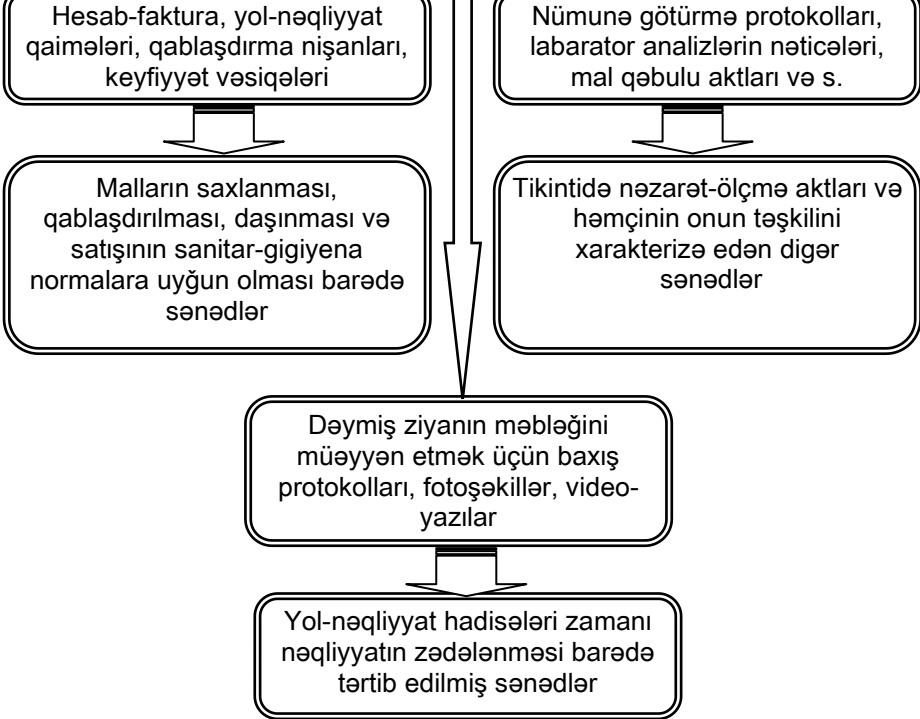 Hesab-faktura, yol-nəqliyyat
qaimələri, qablaşdırma nişanları,
keyfiyyət vəsiqələri
Nümunə götürmə protokolları,
labarator analizlərin nəticələri,
mal qəbulu aktları və s.
Malların saxlanması,
qablaşdırılması, daşınması və
satışının sanitar-gigiyena
normalara uyğun olması barədə
sənədlər
Tikintidə nəzarət-ölçmə aktları və
həmçinin onun təşkilini
xarakterizə edən digər
sənədlər
Dəymiş ziyanın məbləğini
müəyyən etmək üçün baxış
protokolları, fotoşəkillər, video-
yazılar
Yol-nəqliyyat hadisələri zamanı
nəqliyyatın zədələnməsi barədə
tərtib edilmiş sənədlər